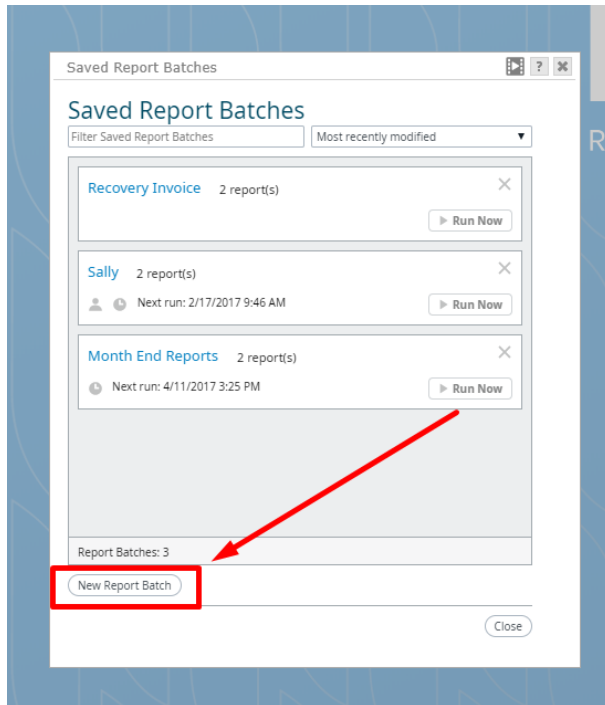 Saved Report Batches
?
Saved Report Batches
Filter Saved Report Batches Most recently modified
R
Recovery Invoice 2 report(s)
Run Now
Sally 2 report(s)
Next run: 2/17/2017 9:46 AM Run Now
Month End Reports 2 report(s)
Next run: 4/11/2017 3:25 PM Run Now
Report Batches: 3
New Report Batch
Close